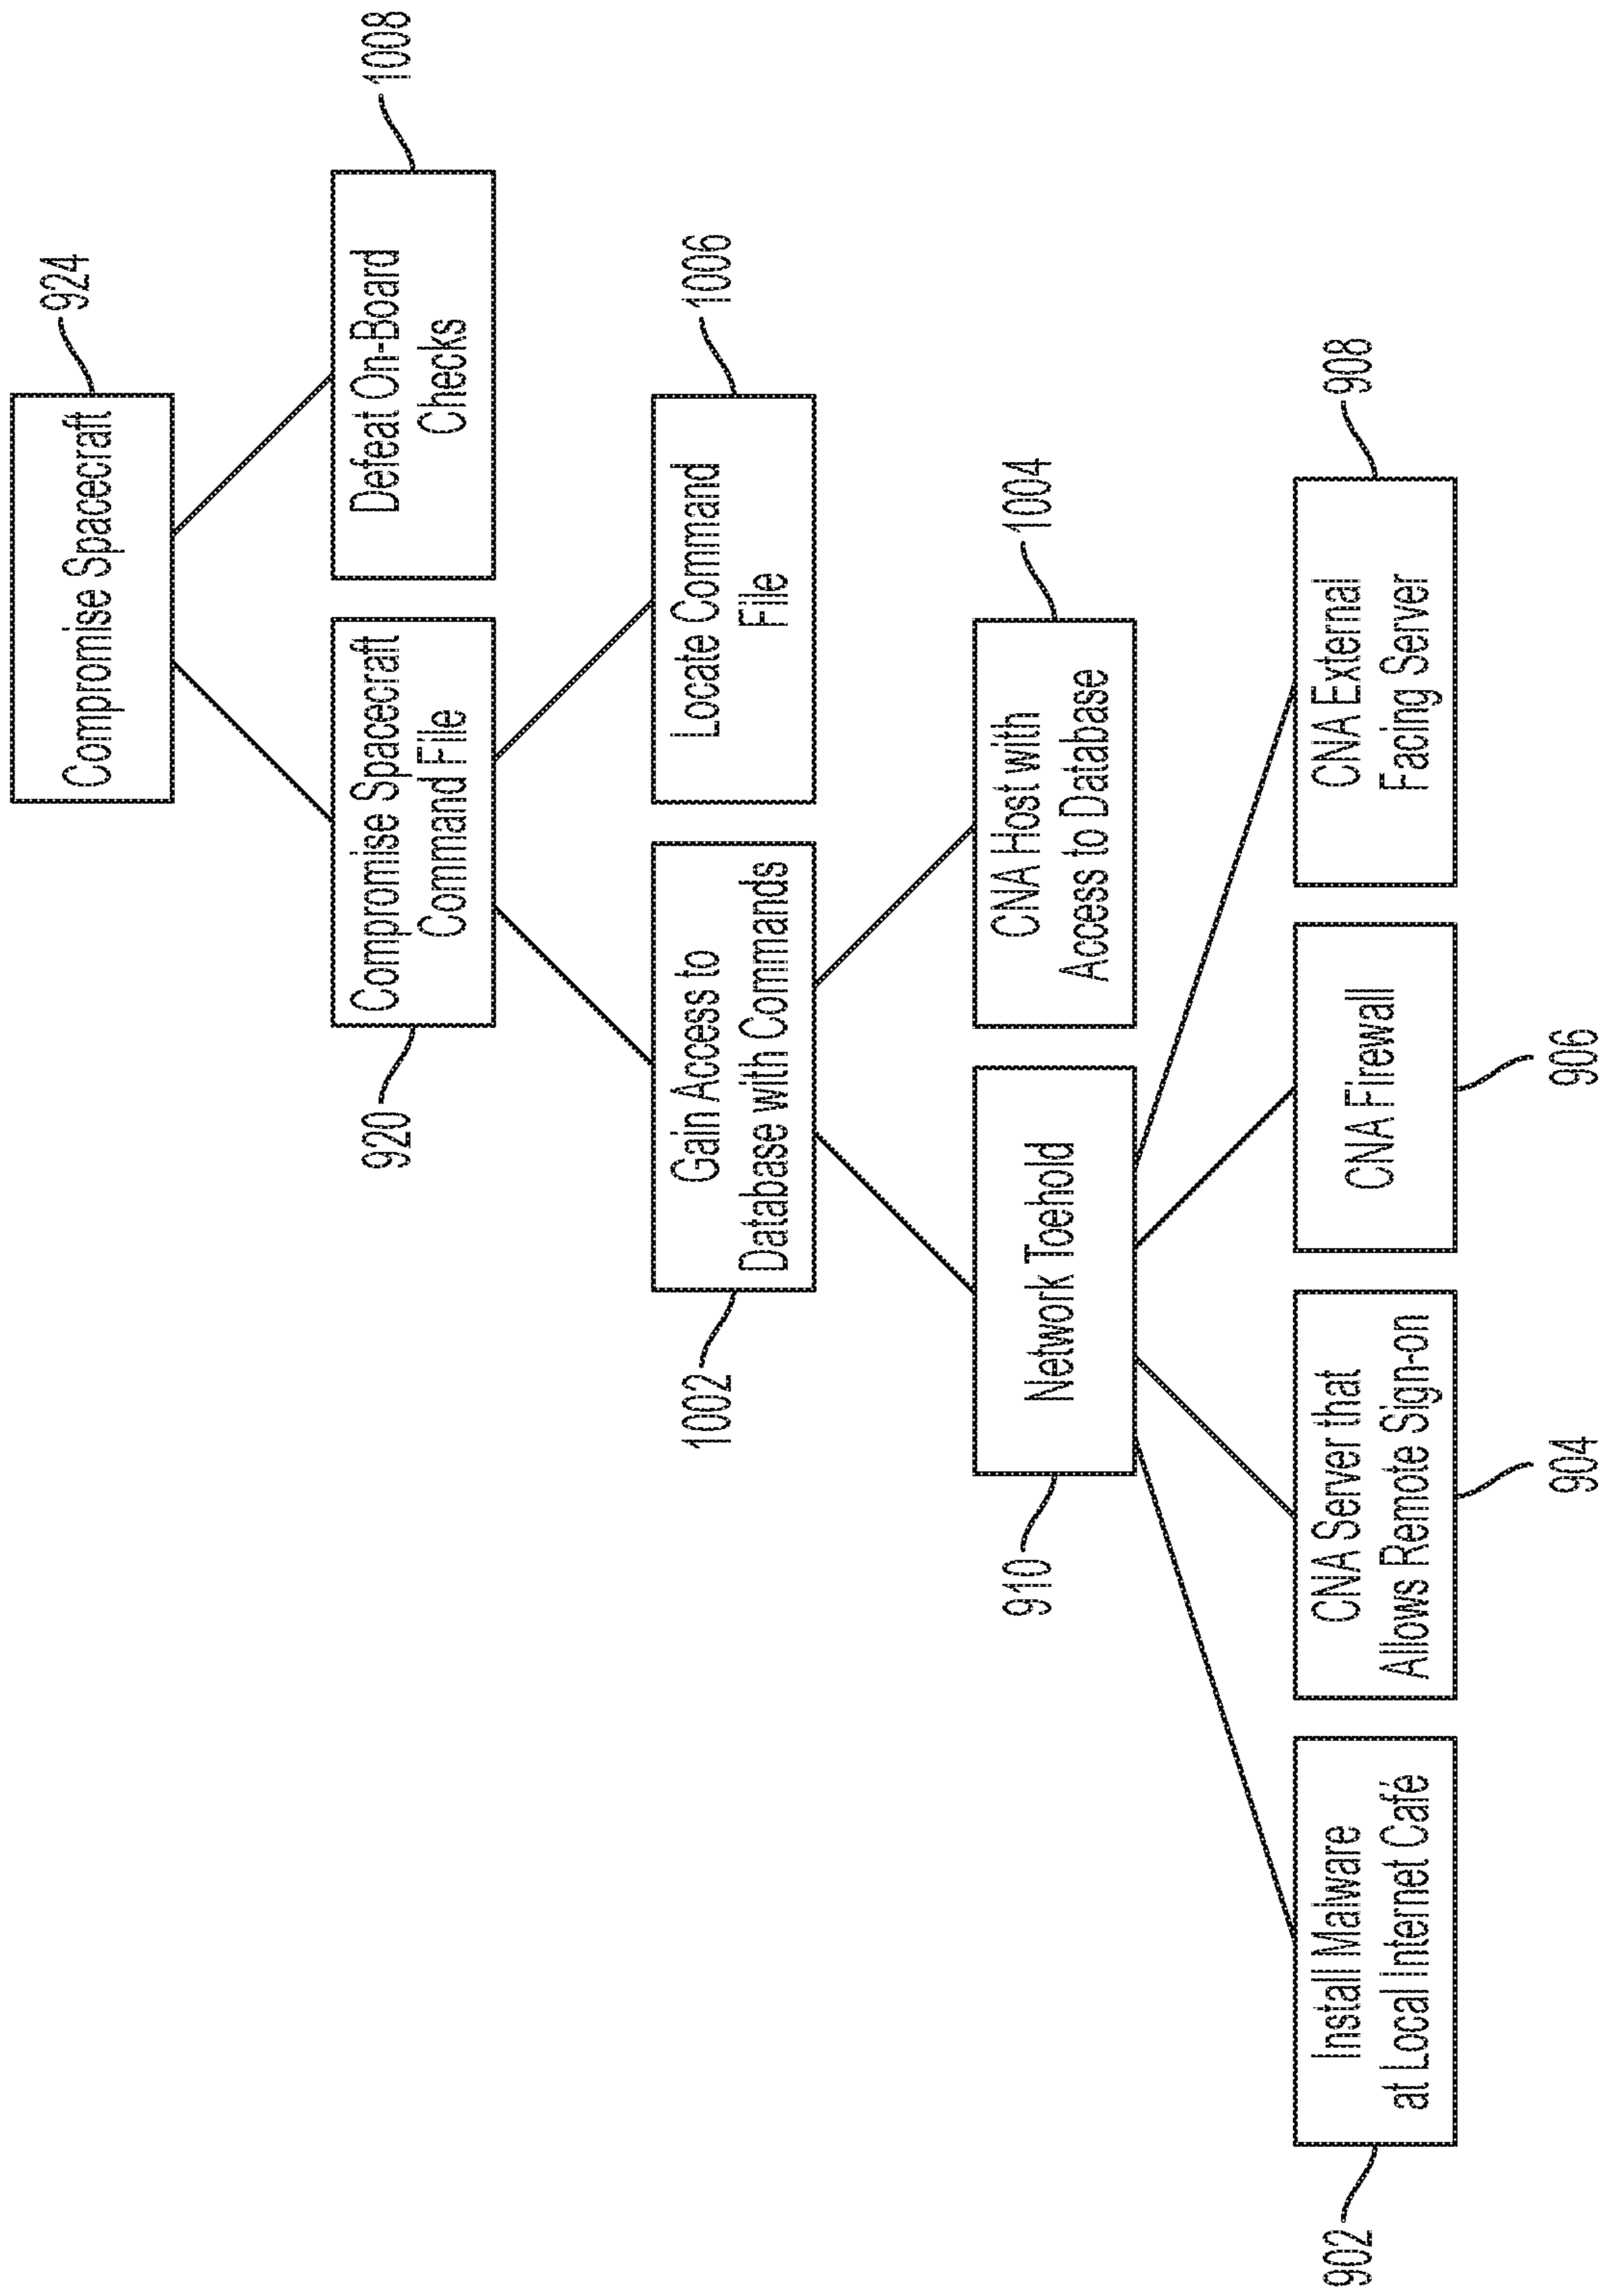 924
Compromise Spacecraft
920
Compromise Spacecraft
Command File
Defeat On-Board
Checks
1008
1002
Gain Access to
Database with Commands
Locate Command
File
1006
910
Network Toehold
CNA Host with
Access to Database
1004
902
Install Malware
at Local Internet Café
CNA Server that
Allows Remote Sign-on
904
CNA Firewall
906
CNA External
Facing Server
908